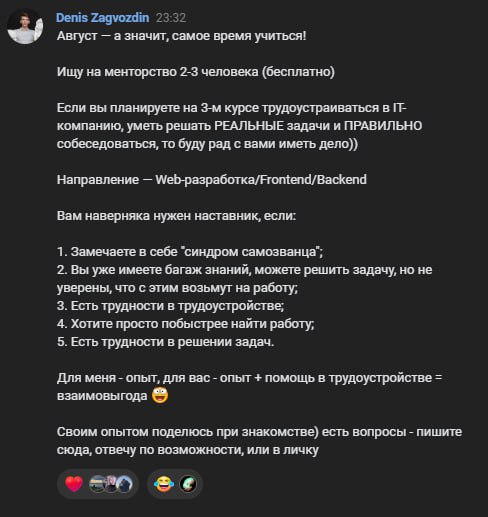 Denis Zagvozdin 23:32
Август — а значит, самое время учиться!
Ищу на менторство 2-3 человека (бесплатно)
Если вы планируете на 3-м курсе трудоустраиваться в IT-
компанию, уметь решать РЕАЛЬНЫЕ задачи и ПРАВИЛЬНО
собеседоваться, то буду рад с вами иметь дело))
Направление — Web-разработка/Frontend/Backend
Вам наверняка нужен наставник, если:
1. Замечаете в себе "синдром самозванца";
2. Вы уже имеете багаж знаний, можете решить задачу, но не
уверены, что с этим возьмут на работу;
3. Есть трудности в трудоустройстве;
4. Хотите просто побыстрее найти работу;
5. Есть трудности в решении задач.
Для меня - опыт, для вас - опыт + помощь в трудоустройстве =
взаимовыгода 🤪
Своим опытом поделюсь при знакомстве) есть вопросы - пишите
сюда, отвечу по возможности, или в личку